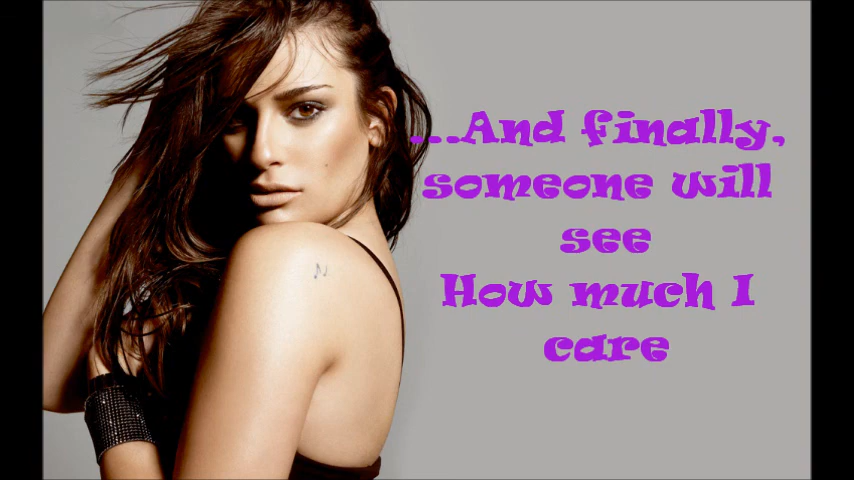 ...And finally,
someone will
see
How much I
care